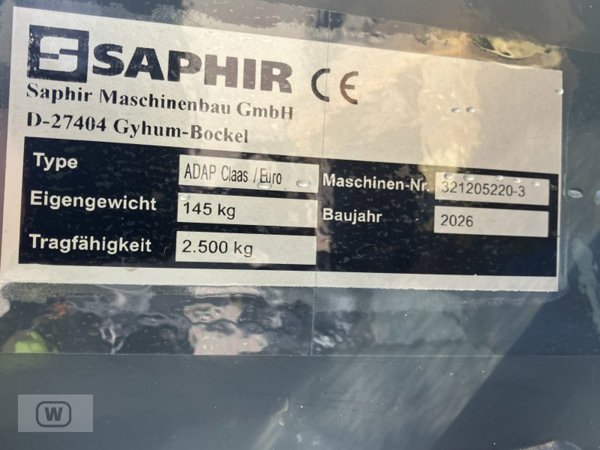 SAPHIR CE
Saphir Maschinenbau GmbH
D-27404 Gyhum-Bockel
Type ADAP Claas / Euro Maschinen-Nr. 321205220-3
Eigengewicht 145 kg Baujahr 2026
Tragfähigkeit 2.500 kg
W